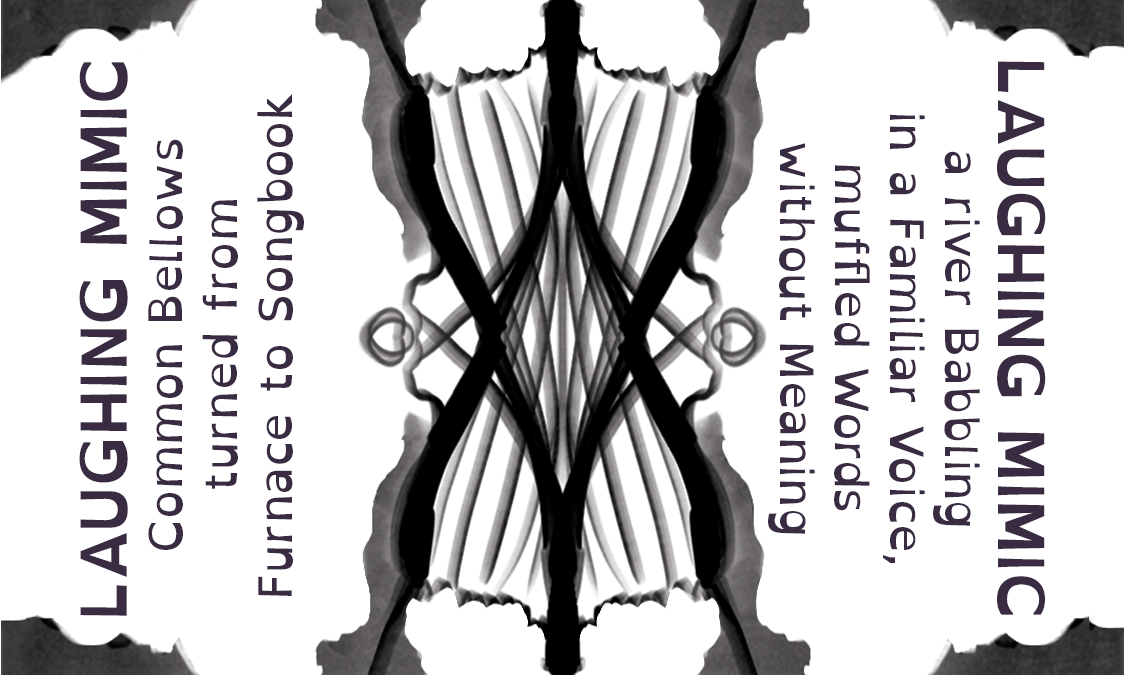 LAUGHING MIMIC
Common Bellows
turned from
Furnace to Songbook
LAUGHING MIMIC
a river Babbling
in a Familiar Voice,
muffled Words
without Meaning